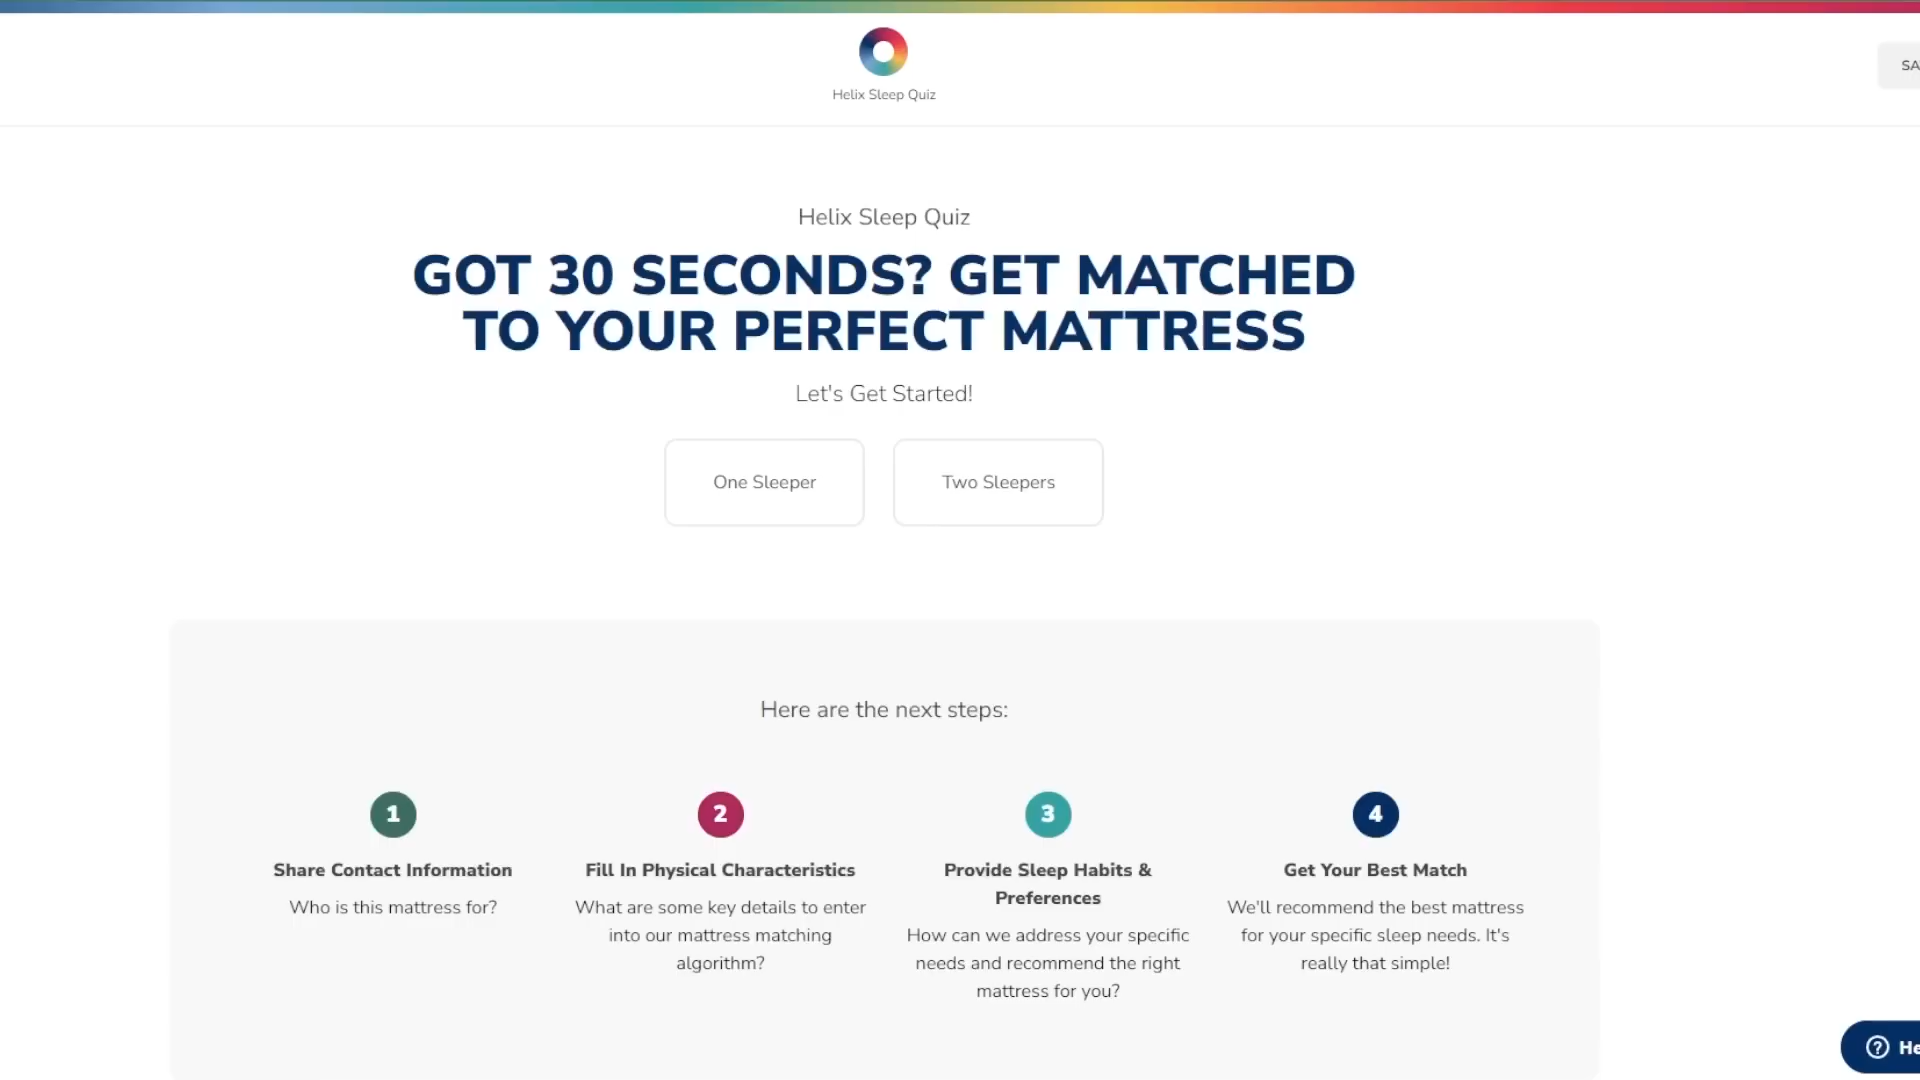 SA
Helix Sleep Quiz
Helix Sleep Quiz
GOT 30 SECONDS? GET MATCHED
TO YOUR PERFECT MATTRESS
Let's Get Started!
One Sleeper
Two Sleepers
Here are the next steps:
1
Share Contact Information
Who is this mattress for?
2
Fill In Physical Characteristics
What are some key details to enter
into our mattress matching
algorithm?
3
Provide Sleep Habits &
Preferences
How can we address your specific
needs and recommend the right
mattress for you?
4
Get Your Best Match
We'll recommend the best mattress
for your specific sleep needs. It's
really that simple!
? He